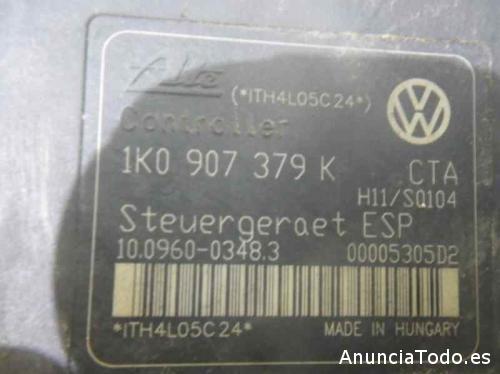 Ate (*ITH4L05C24*)
Controller
1K0 907 379 K CTA
H11/SQ104
Steuergeraet ESP
10.0960-0348.3 00005305D2
*ITH4L05C24* MADE IN HUNGARY
AnunciaTodo.es